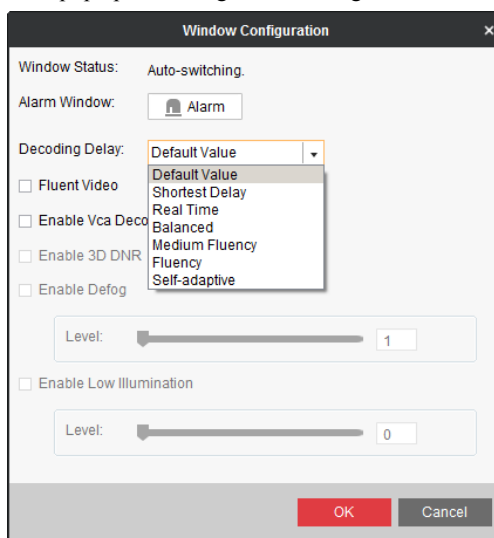 Window Configuration ×
Window Status: Auto-switching.
Alarm Window: Alarm
Decoding Delay: Default Value
Default Value
Shortest Delay
Real Time
Balanced
Medium Fluency
Fluency
Self-adaptive
Fluent Video
Enable Vca Deco
Enable 3D DNR
Enable Defog
Level: 1
Enable Low Illumination
Level: 0
OK Cancel